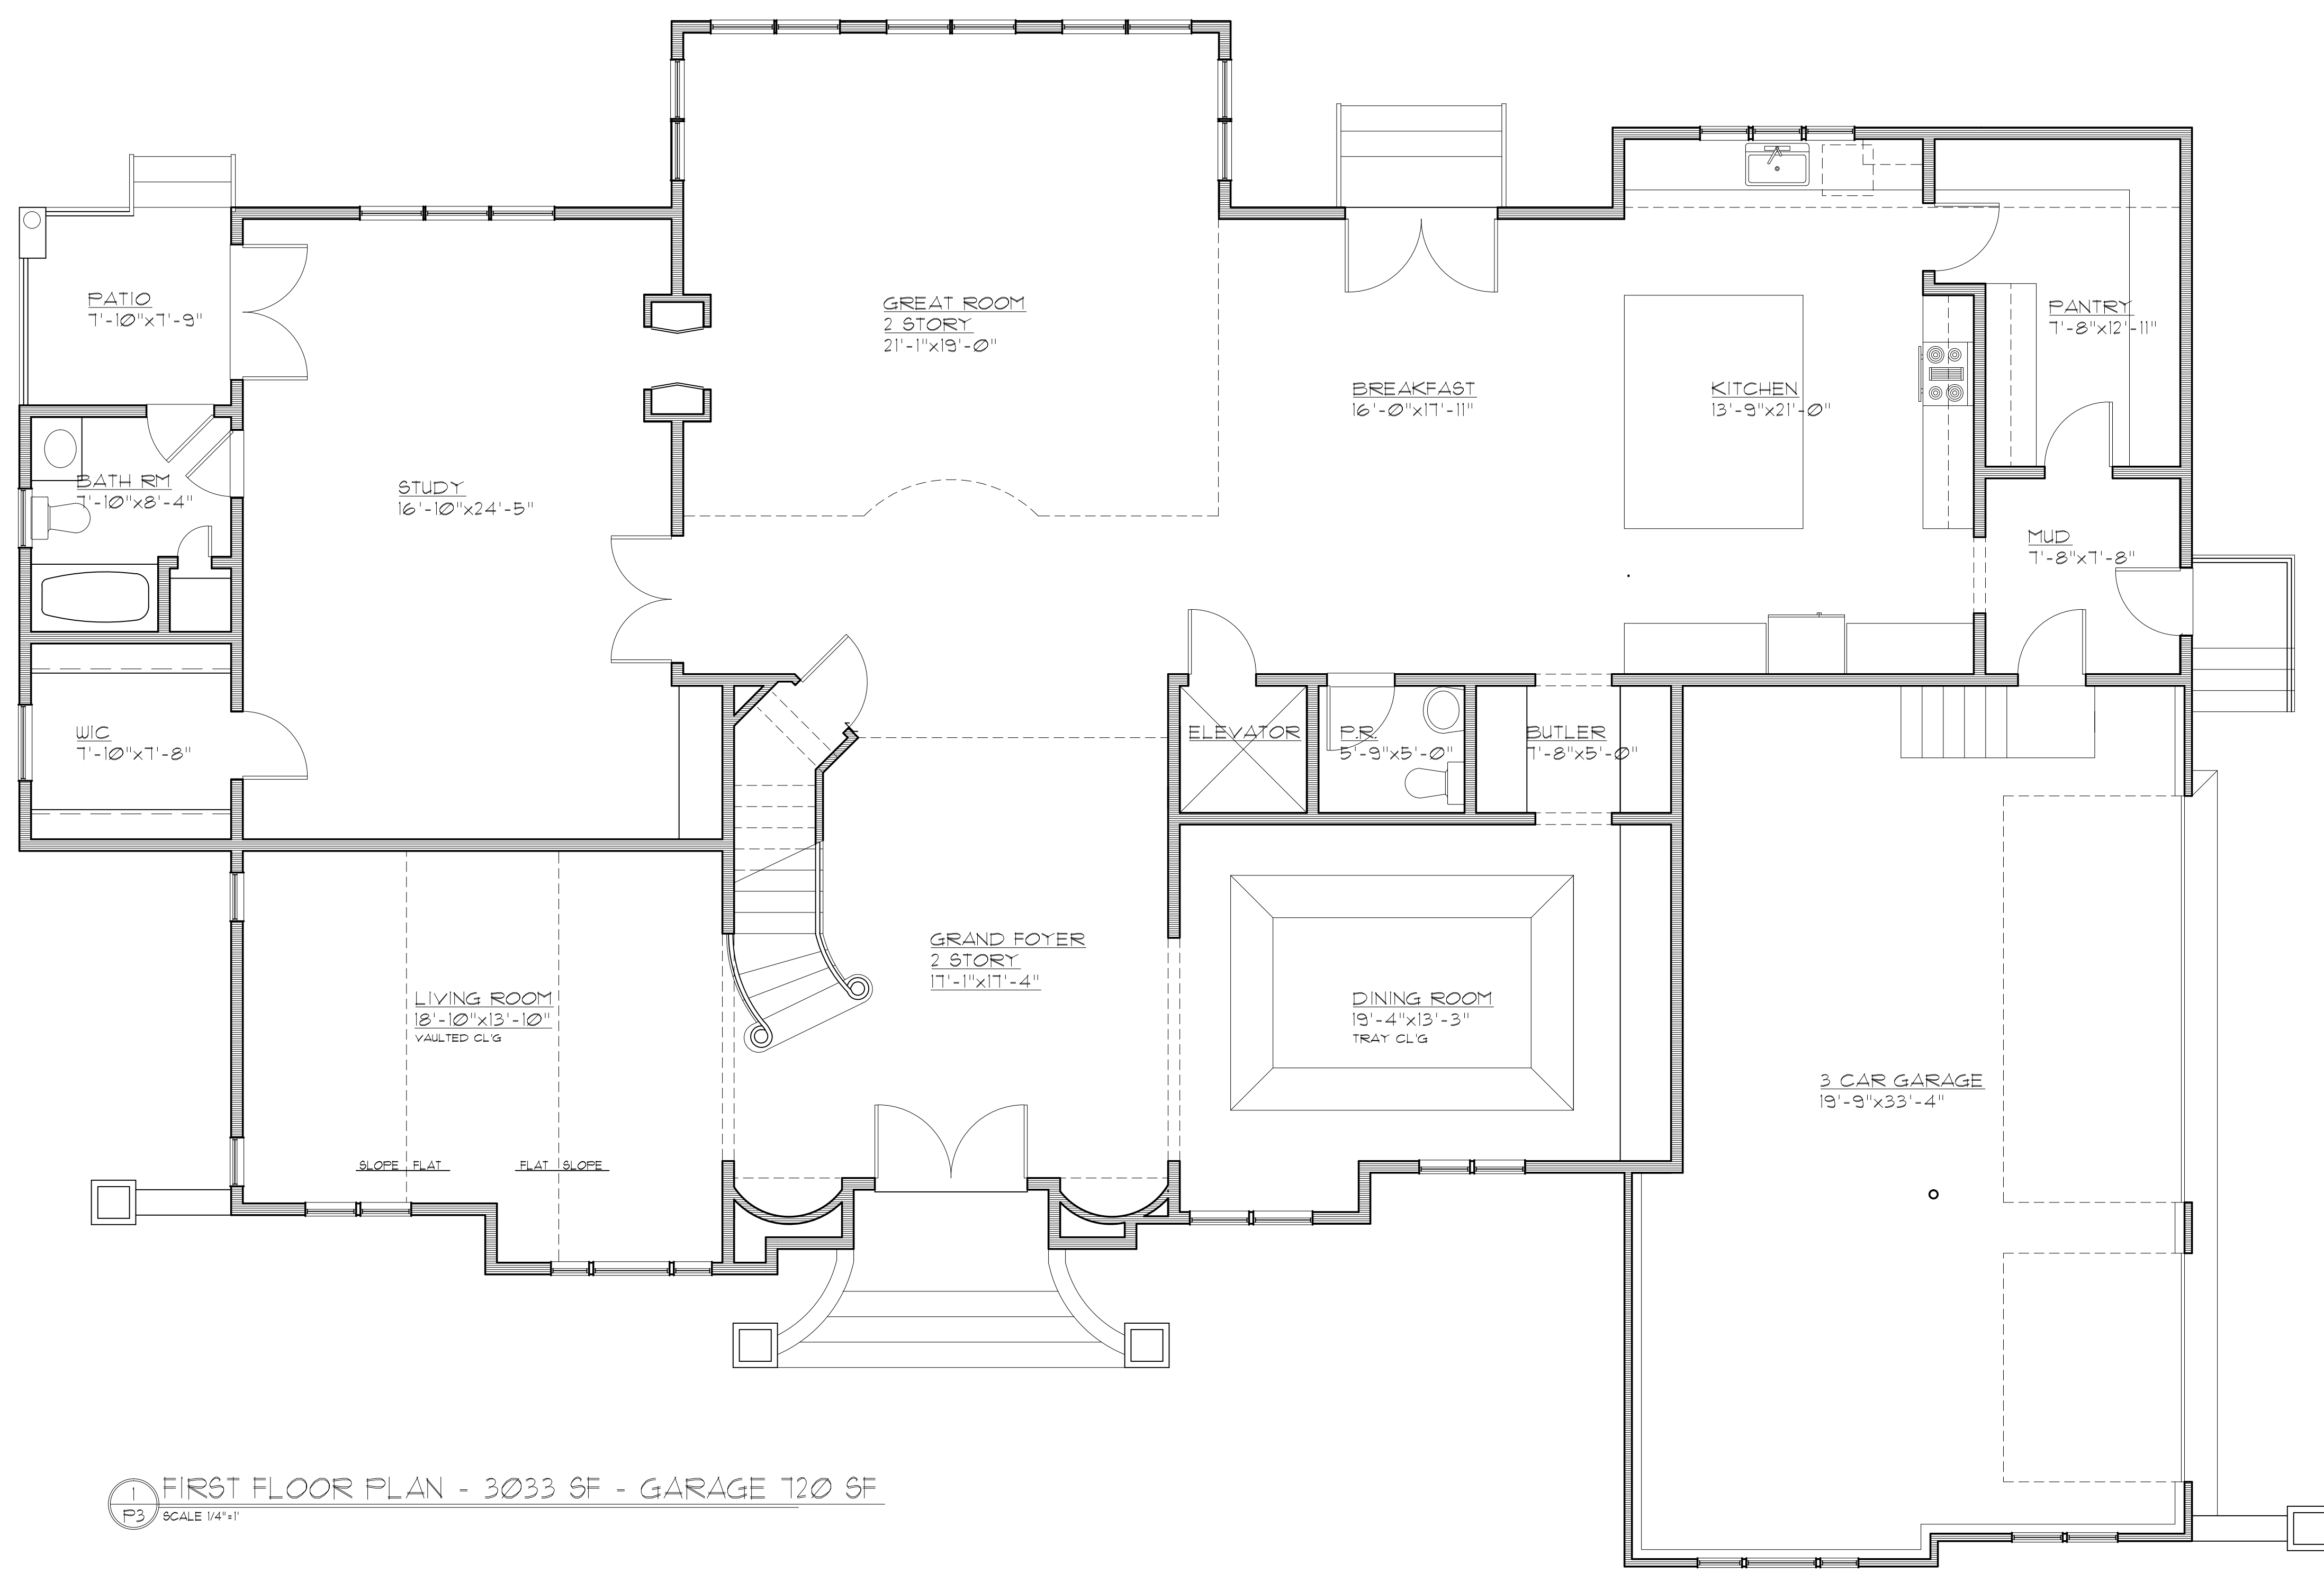 PATIO
7'-10"x7'-9"
GREAT ROOM
2 STORY
21'-1"x19'-0"
PANTRY
7'-8"x12'-11"
BREAKFAST
16'-0"x17'-11"
KITCHEN
13'-9"x21'-0"
BATH RM
7'-10"x8'-4"
STUDY
16'-10"x24'-5"
MUD
7'-8"x7'-8"
WIC
7'-10"x7'-8"
ELEVATOR
P.R.
5'-9"x5'-0"
BUTLER
7'-8"x5'-0"
GRAND FOYER
2 STORY
17'-1"x17'-4"
LIVING ROOM
18'-10"x13'-10"
VAULTED CL'G
DINING ROOM
19'-4"x13'-3"
TRAY CL'G
3 CAR GARAGE
19'-9"x33'-4"
SLOPE FLAT
FLAT SLOPE
1
P3
FIRST FLOOR PLAN - 3033 SF - GARAGE 720 SF
SCALE 1/4"=1'